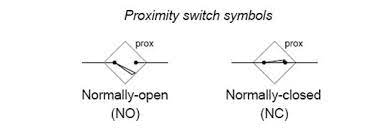 Proximity switch symbols
prox
prox
Normally-open
(NO)
Normally-closed
(NC)